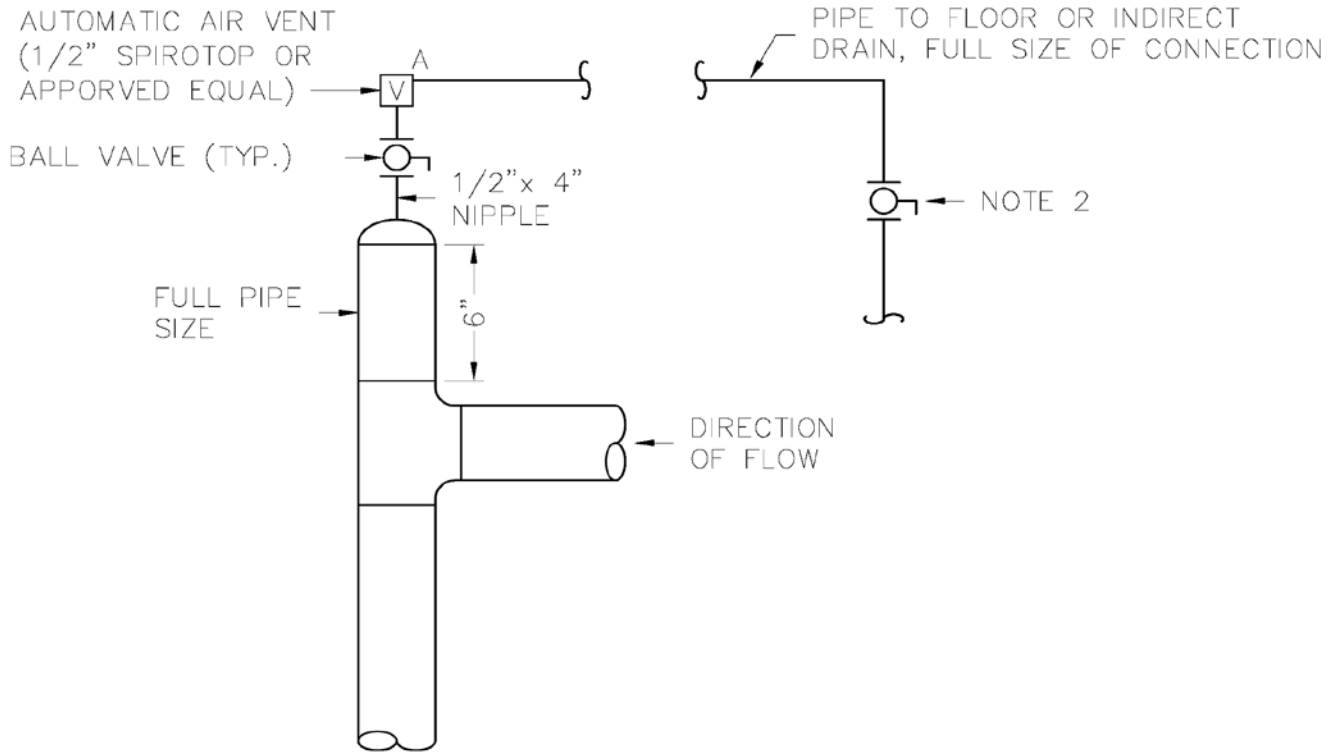 AUTOMATIC AIR VENT
(1/2" SPIROTOP OR
APPORVED EQUAL)
A
V
PIPE TO FLOOR OR INDIRECT
DRAIN, FULL SIZE OF CONNECTION
BALL VALVE (TYP.)
1/2"x 4"
NIPPLE
NOTE 2
FULL PIPE
SIZE
6"
DIRECTION
OF FLOW